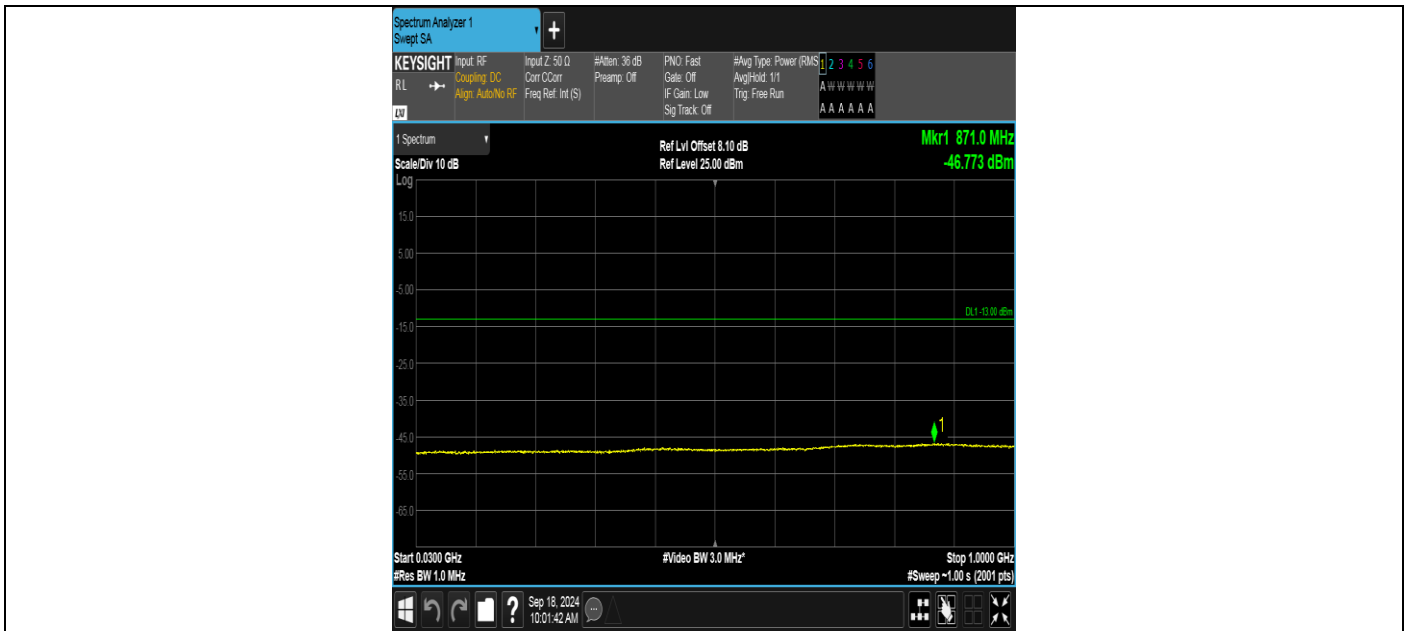 Spectrum Analyzer 1
Swept SA
+
KEYSIGHT
RL
LXI
Input: RF
Coupling: DC
Align: Auto/No RF
Input Z: 50 Ω
Corr CCorr
Freq Ref: Int (S)
#Atten: 36 dB
Preamp: Off
PNO: Fast
Gate: Off
IF Gain: Low
Sig Track: Off
#Avg Type: Power (RMS
Avg|Hold: 1/1
Trig: Free Run
1 2 3 4 5 6
A W W W W W
A A A A A A
1 Spectrum
Scale/Div 10 dB
Log
Ref Lvl Offset 8.10 dB
Ref Level 25.00 dBm
Mkr1 871.0 MHz
-46.773 dBm
15.0
5.00
-5.00
DL1 -13.00 dBm
-15.0
-25.0
-35.0
1
-45.0
-55.0
-65.0
Start 0.0300 GHz
#Res BW 1.0 MHz
#Video BW 3.0 MHz*
Stop 1.0000 GHz
#Sweep ~1.00 s (2001 pts)
?
Sep 18, 2024
10:01:42 AM